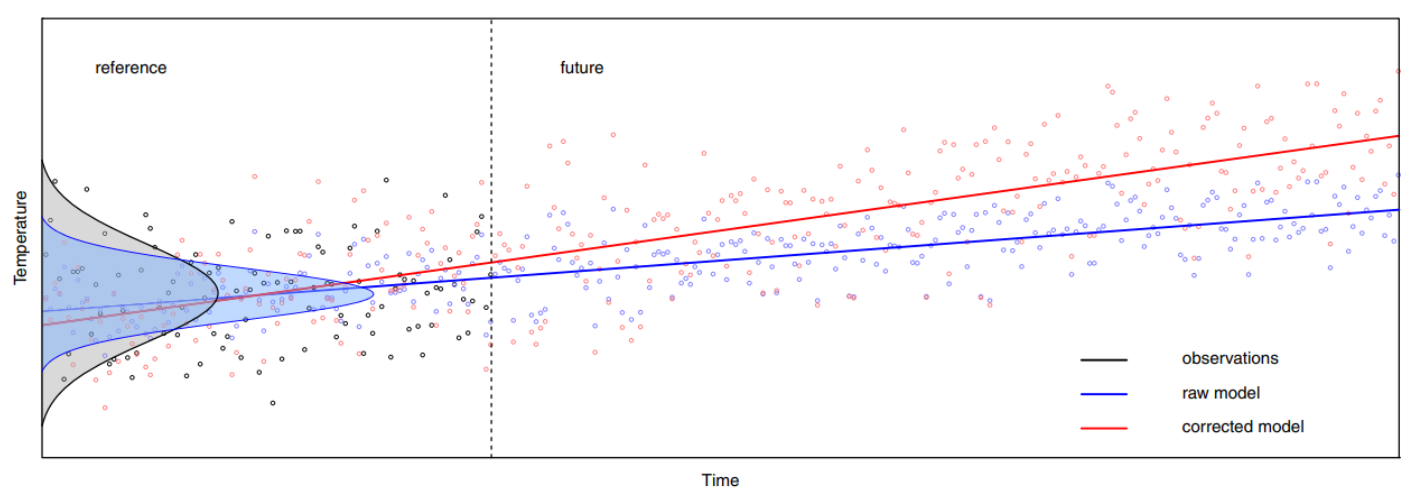 reference
future
Temperature
observations
raw model
corrected model
Time